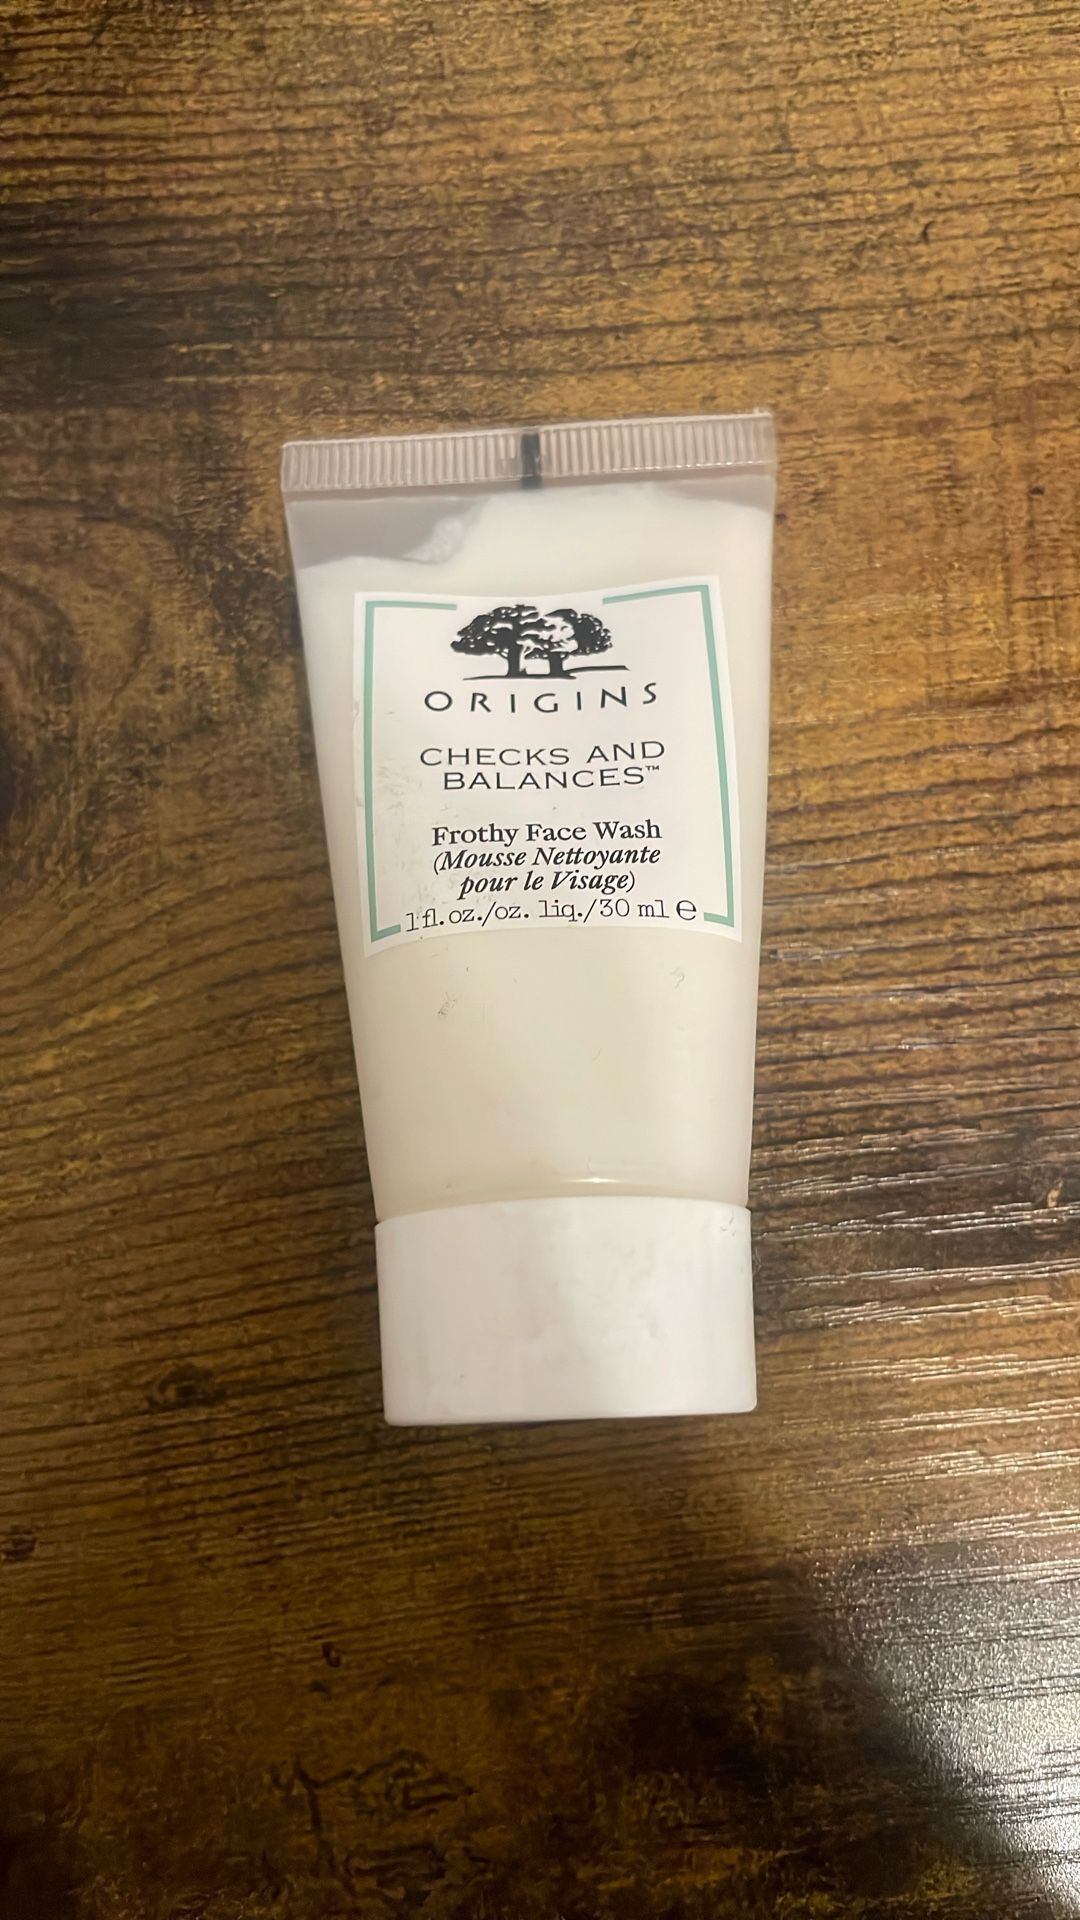 ORIGINS
CHECKS AND
BALANCES™
Frothy Face Wash
(Mousse Nettoyante
pour le Visage)
1 fl. oz./oz. liq./30 ml ℮